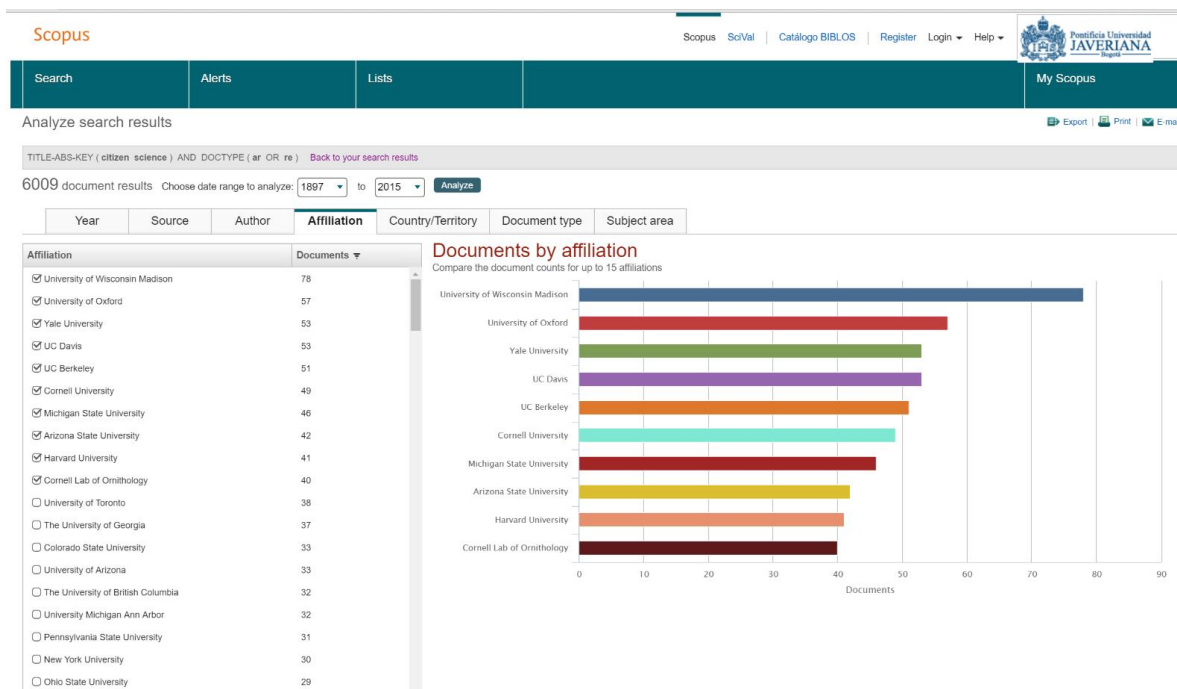 Scopus
Scopus SciVal | Catálogo BIBLOS | Register Login Help
Pontificia Universidad
JAVERIANA
Bogotá
Search Alerts Lists My Scopus
Analyze search results
Export | Print | E-ma
TITLE-ABS-KEY ( citizen science ) AND DOCTYPE ( ar OR re ) Back to your search results
6009 document results Choose date range to analyze: 1897 to 2015 Analyze
Year Source Author Affiliation Country/Territory Document type Subject area
Affiliation Documents
University of Wisconsin Madison 78
University of Oxford 57
Yale University 53
UC Davis 53
UC Berkeley 51
Cornell University 49
Michigan State University 46
Arizona State University 42
Harvard University 41
Cornell Lab of Ornithology 40
University of Toronto 38
The University of Georgia 37
Colorado State University 33
University of Arizona 33
The University of British Columbia 32
University Michigan Ann Arbor 32
Pennsylvania State University 31
New York University 30
Ohio State University 29
Documents by affiliation
Compare the document counts for up to 15 affiliations
University of Wisconsin Madison
University of Oxford
Yale University
UC Davis
UC Berkeley
Cornell University
Michigan State University
Arizona State University
Harvard University
Cornell Lab of Ornithology
0 10 20 30 40 50 60 70 80 90
Documents